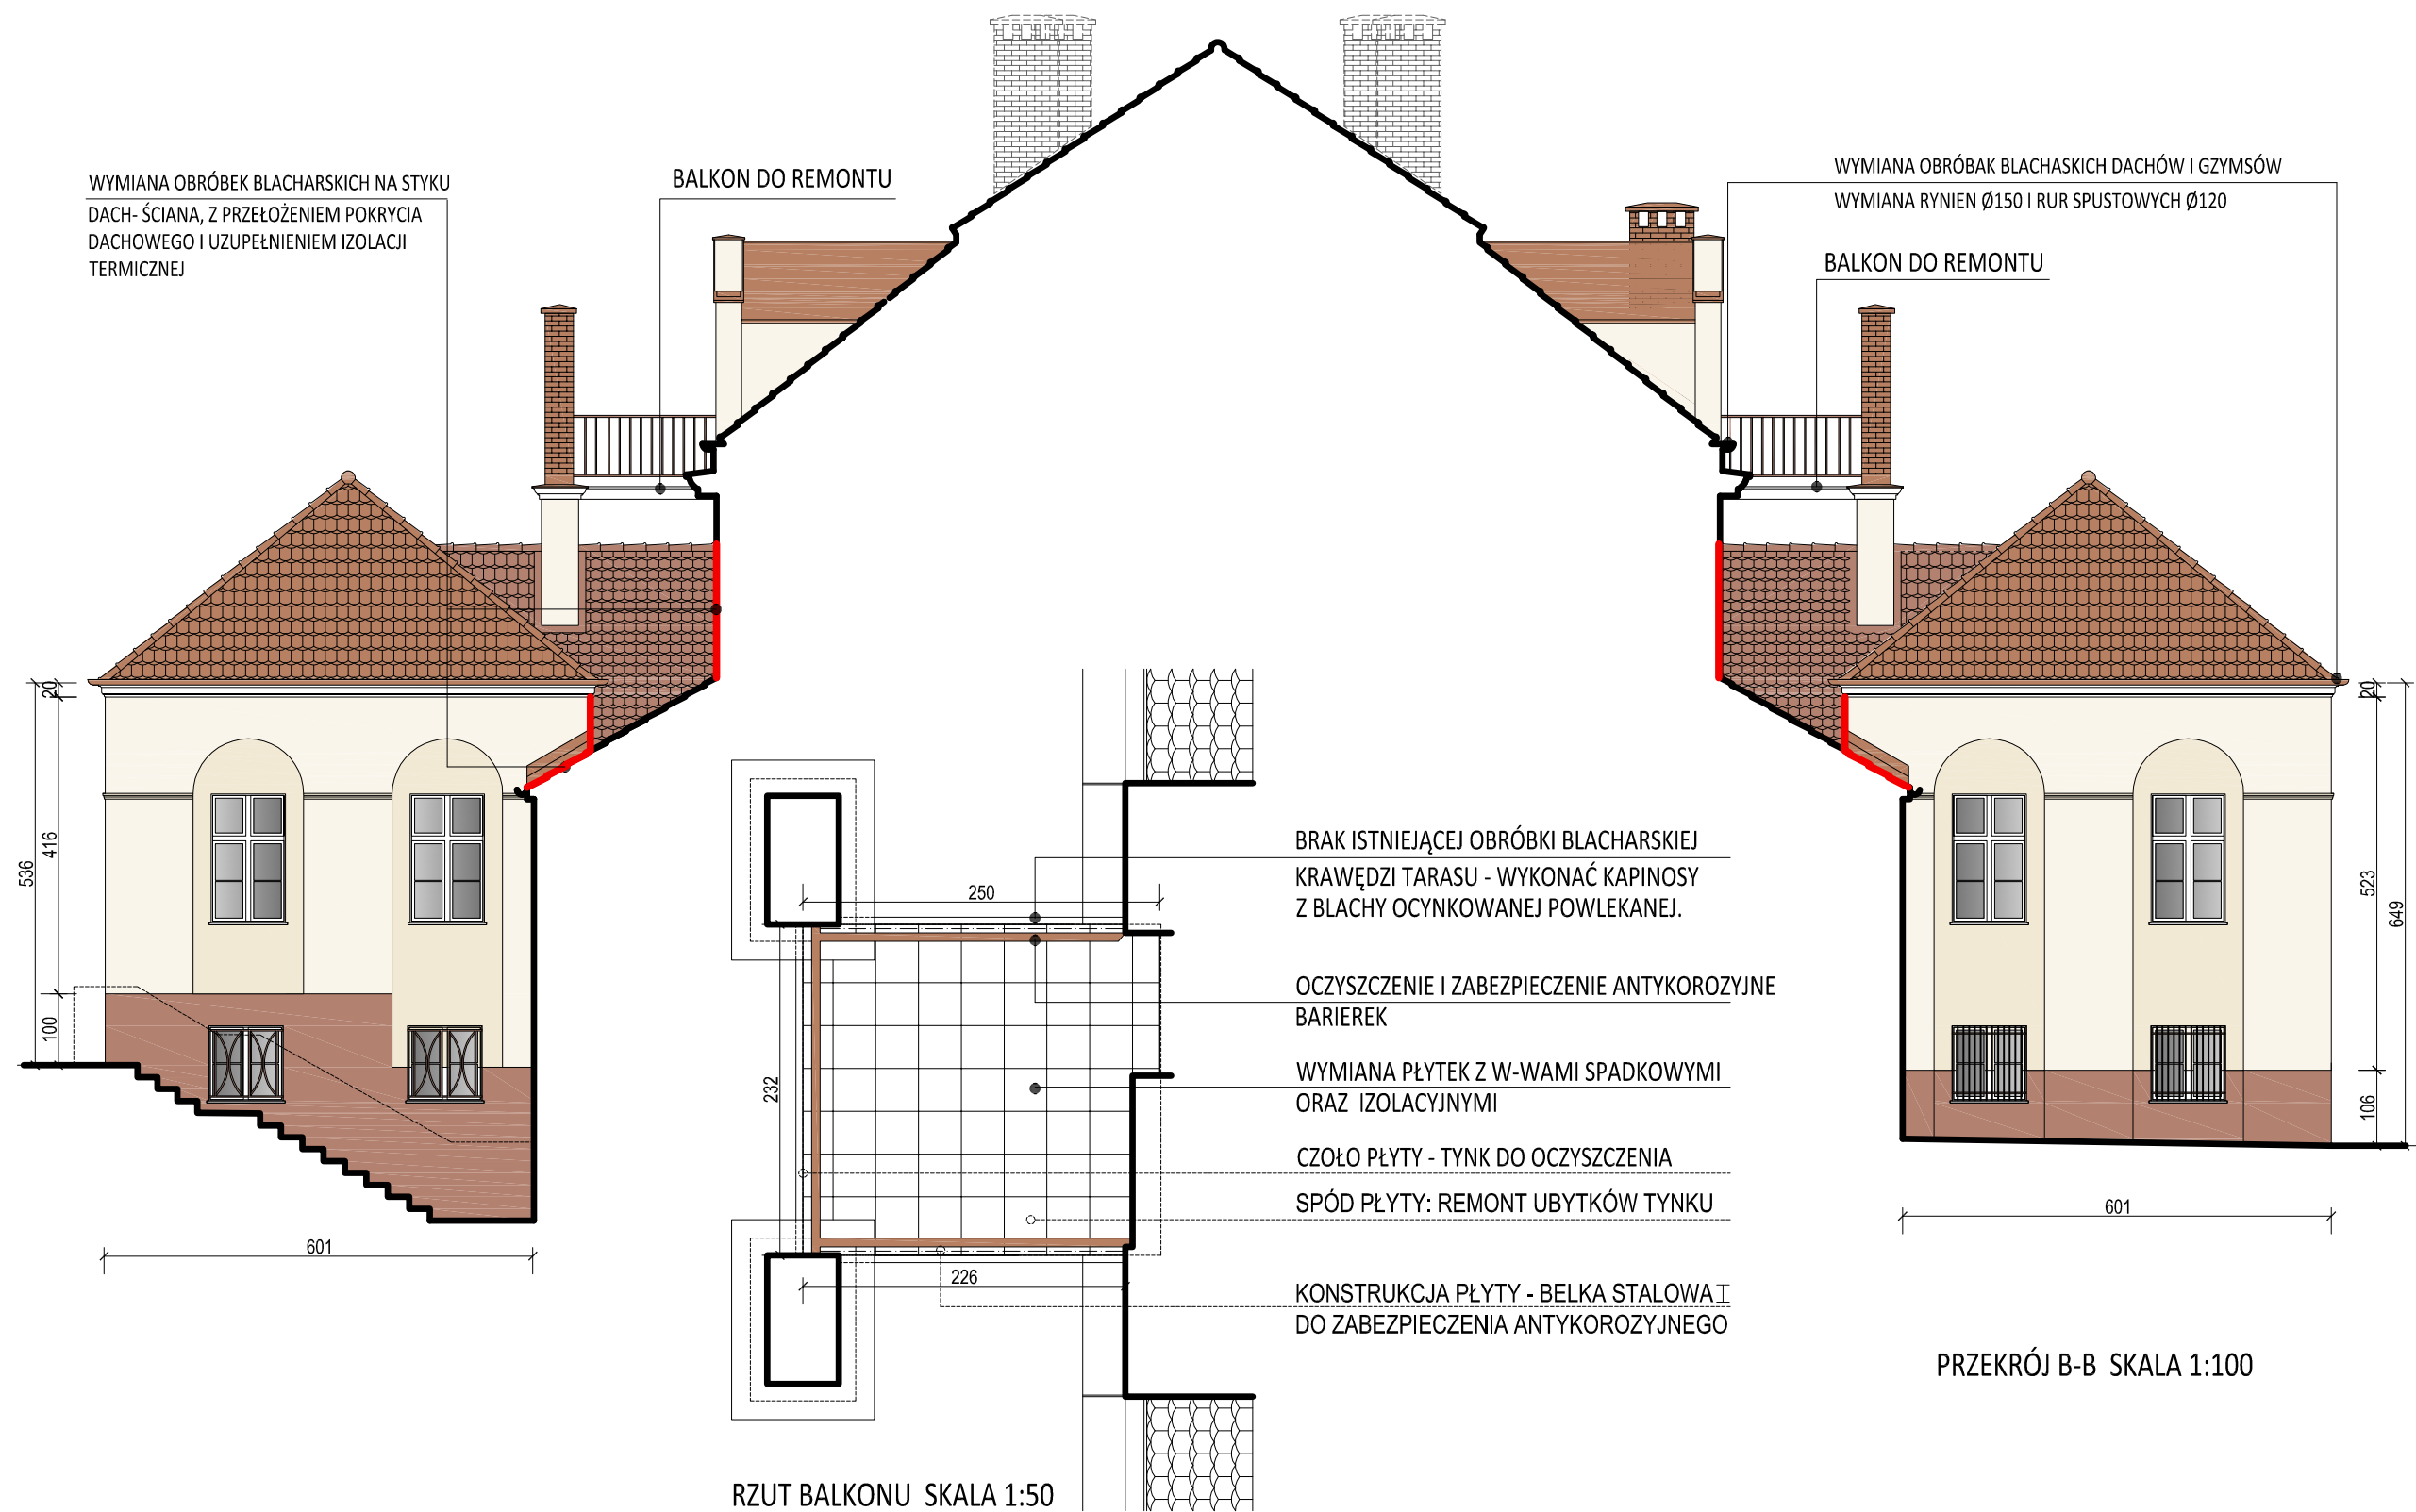 WYMIANA OBRÓBEK BLACHARSKICH NA STYKU
DACH- ŚCIANA, Z PRZEŁOŻENIEM POKRYCIA
DACHOWEGO I UZUPEŁNIENIEM IZOLACJI
TERMICZNEJ
BALKON DO REMONTU
WYMIANA OBRÓBAK BLACHASKICH DACHÓW I GZYMSÓW
WYMIANA RYNIEN Ø150 I RUR SPUSTOWYCH Ø120
BALKON DO REMONTU
20
416
536
100
601
20
523
649
106
601
250
232
226
BRAK ISTNIEJĄCEJ OBRÓBKI BLACHARSKIEJ
KRAWĘDZI TARASU - WYKONAĆ KAPINOSY
Z BLACHY OCYNKOWANEJ POWLEKANEJ.
OCZYSZCZENIE I ZABEZPIECZENIE ANTYKOROZYJNE
BARIEREK
WYMIANA PŁYTEK Z W-WAMI SPADKOWYMI
ORAZ IZOLACYJNYMI
CZOŁO PŁYTY - TYNK DO OCZYSZCZENIA
SPÓD PŁYTY: REMONT UBYTKÓW TYNKU
KONSTRUKCJA PŁYTY - BELKA STALOWA
DO ZABEZPIECZENIA ANTYKOROZYJNEGO
PRZEKRÓJ B-B SKALA 1:100
RZUT BALKONU SKALA 1:50